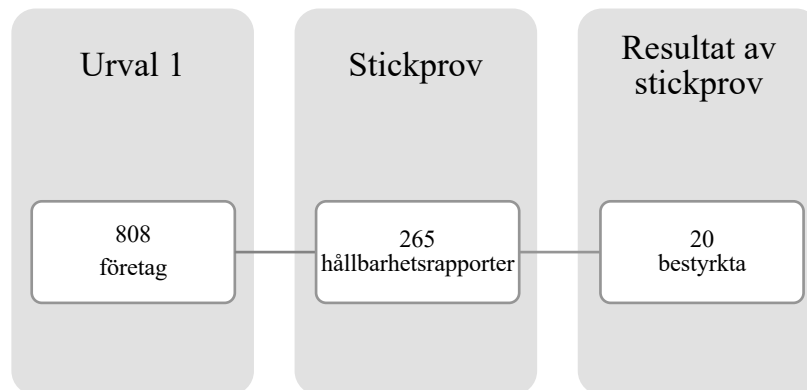 Urval 1
808
företag
Stickprov
265
hållbarhetsrapporter
Resultat av
stickprov
20
bestyrkta